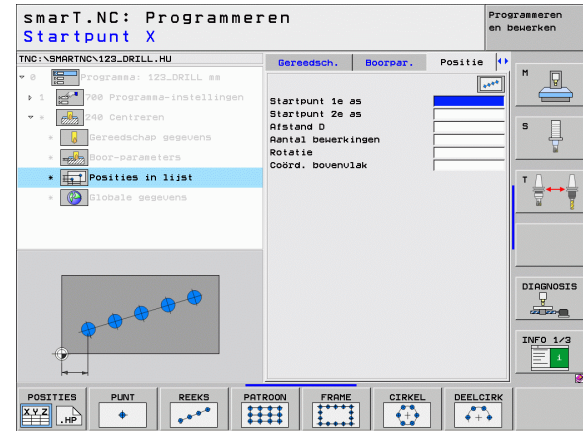 smarT.NC: Programmeren
Startpunt X
Programmeren
en bewerken
TNC:\SMARTNC\123_DRILL.HU
0 Programma: 123_DRILL mm
1 700 Programma-instellingen
* 240 Centreren
* Gereedschap gegevens
* Boor-parameters
* Posities in lijst
* Globale gegevens
Gereedsch. Boorpar. Positie
Startpunt 1e as
Startpunt 2e as
Afstand D
Aantal bewerkingen
Rotatie
Coörd. bovenvlak
M
S
T
DIAGNOSIS
INFO 1/3
i
POSITIES
X Y Z
.HP
PUNT
REEKS
PATROON
FRAME
CIRKEL
DEELCIRK